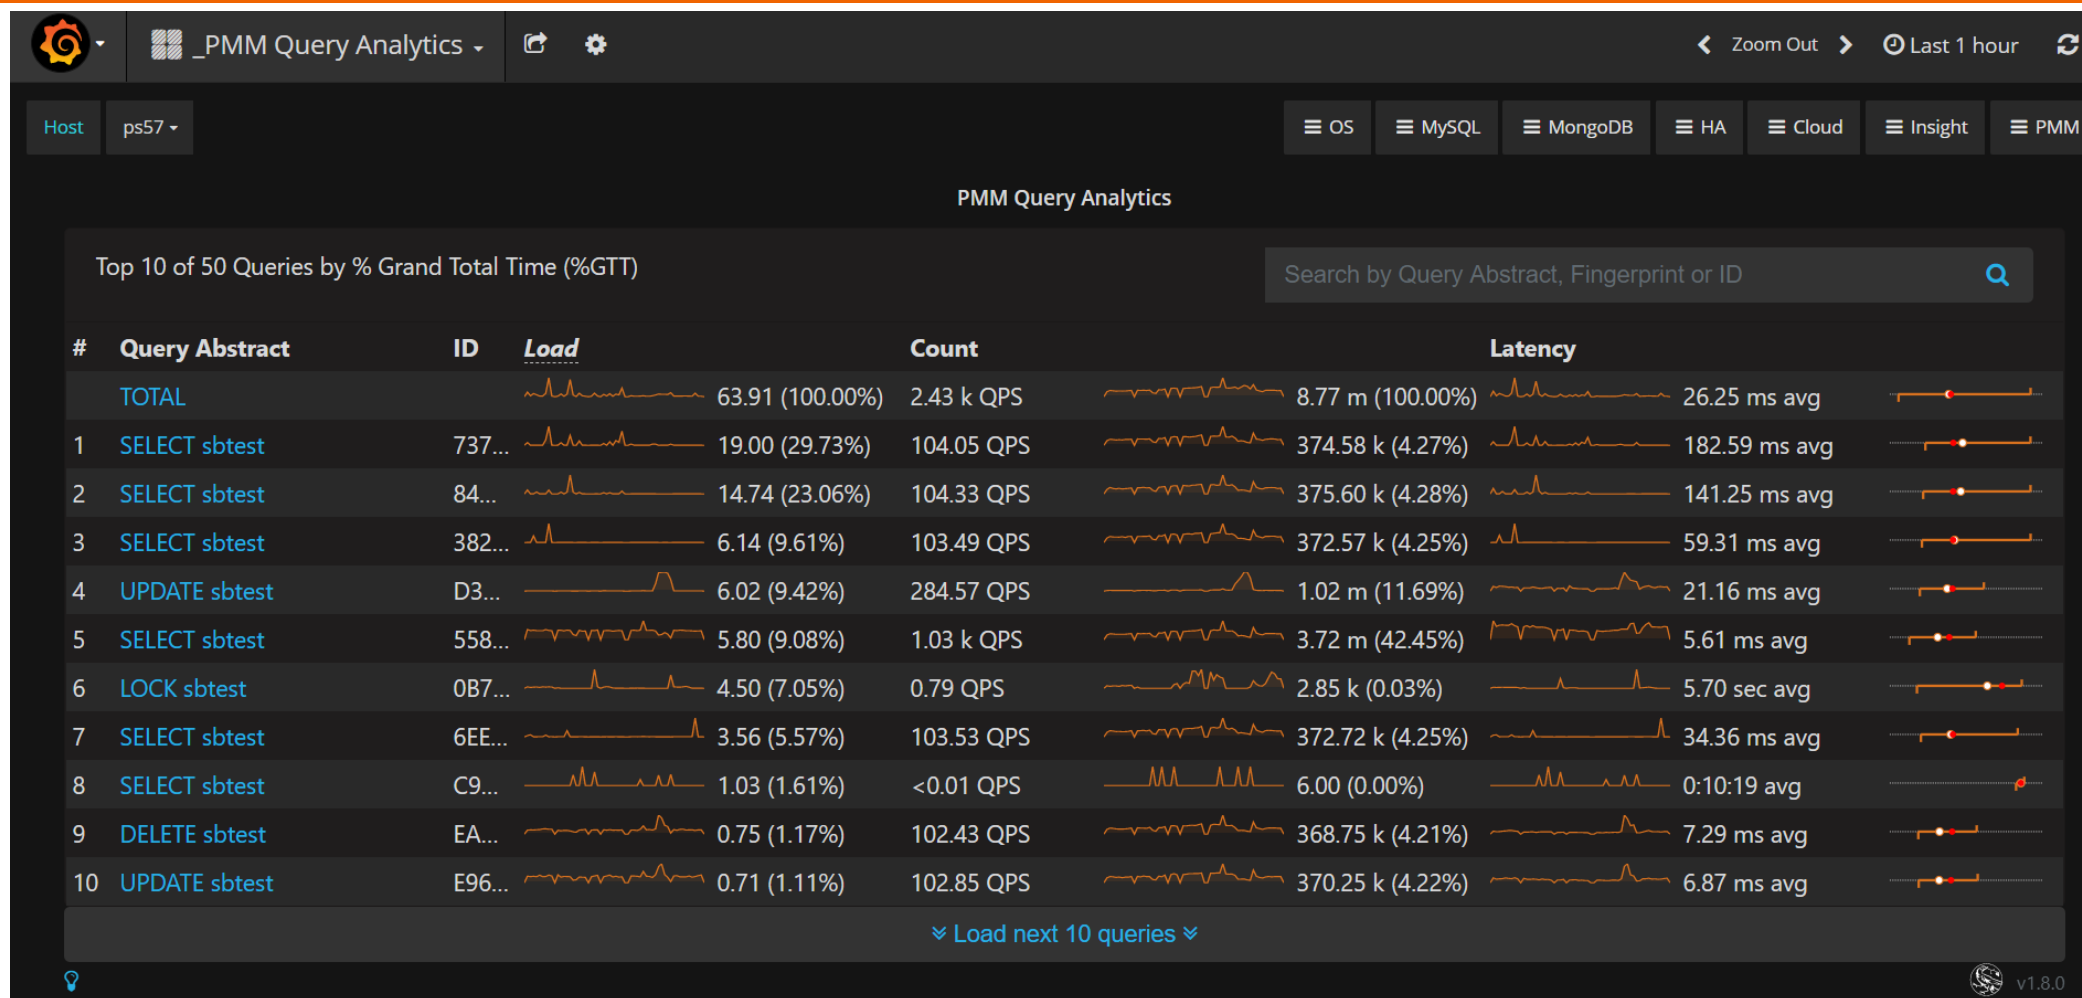 _PMM Query Analytics
Zoom Out
Last 1 hour
Host
ps57
OS
MySQL
MongoDB
HA
Cloud
Insight
PMM
PMM Query Analytics
Top 10 of 50 Queries by % Grand Total Time (%GTT)
Search by Query Abstract, Fingerprint or ID
# Query Abstract ID Load Count Latency
TOTAL 63.91 (100.00%) 2.43 k QPS 8.77 m (100.00%) 26.25 ms avg
1 SELECT sbtest 737... 19.00 (29.73%) 104.05 QPS 374.58 k (4.27%) 182.59 ms avg
2 SELECT sbtest 84... 14.74 (23.06%) 104.33 QPS 375.60 k (4.28%) 141.25 ms avg
3 SELECT sbtest 382... 6.14 (9.61%) 103.49 QPS 372.57 k (4.25%) 59.31 ms avg
4 UPDATE sbtest D3... 6.02 (9.42%) 284.57 QPS 1.02 m (11.69%) 21.16 ms avg
5 SELECT sbtest 558... 5.80 (9.08%) 1.03 k QPS 3.72 m (42.45%) 5.61 ms avg
6 LOCK sbtest 0B7... 4.50 (7.05%) 0.79 QPS 2.85 k (0.03%) 5.70 sec avg
7 SELECT sbtest 6EE... 3.56 (5.57%) 103.53 QPS 372.72 k (4.25%) 34.36 ms avg
8 SELECT sbtest C9... 1.03 (1.61%) <0.01 QPS 6.00 (0.00%) 0:10:19 avg
9 DELETE sbtest EA... 0.75 (1.17%) 102.43 QPS 368.75 k (4.21%) 7.29 ms avg
10 UPDATE sbtest E96... 0.71 (1.11%) 102.85 QPS 370.25 k (4.22%) 6.87 ms avg
Load next 10 queries
v1.8.0